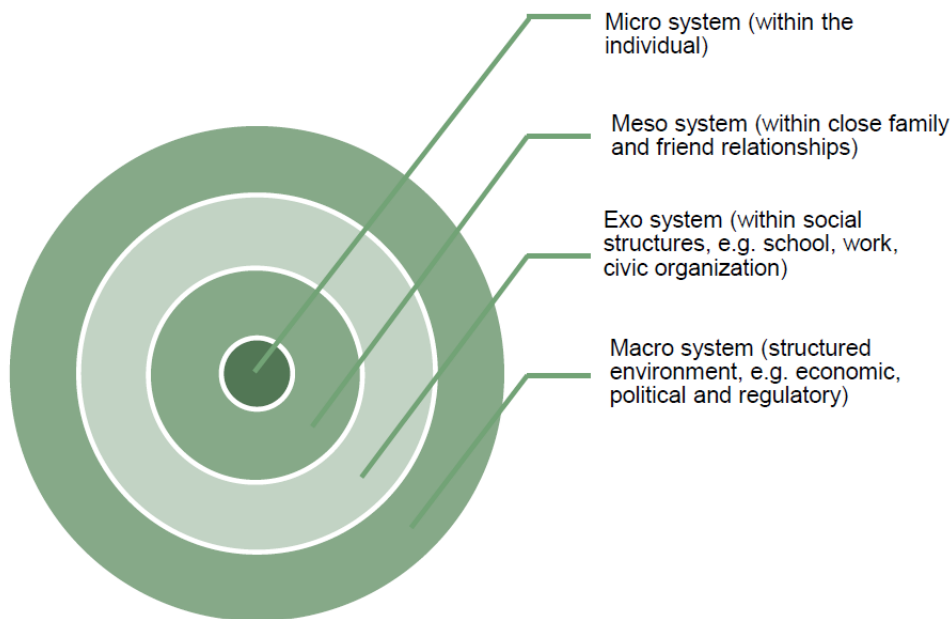 Micro system (within the
individual)
Meso system (within close family
and friend relationships)
Exo system (within social
structures, e.g. school, work,
civic organization)
Macro system (structured
environment, e.g. economic,
political and regulatory)